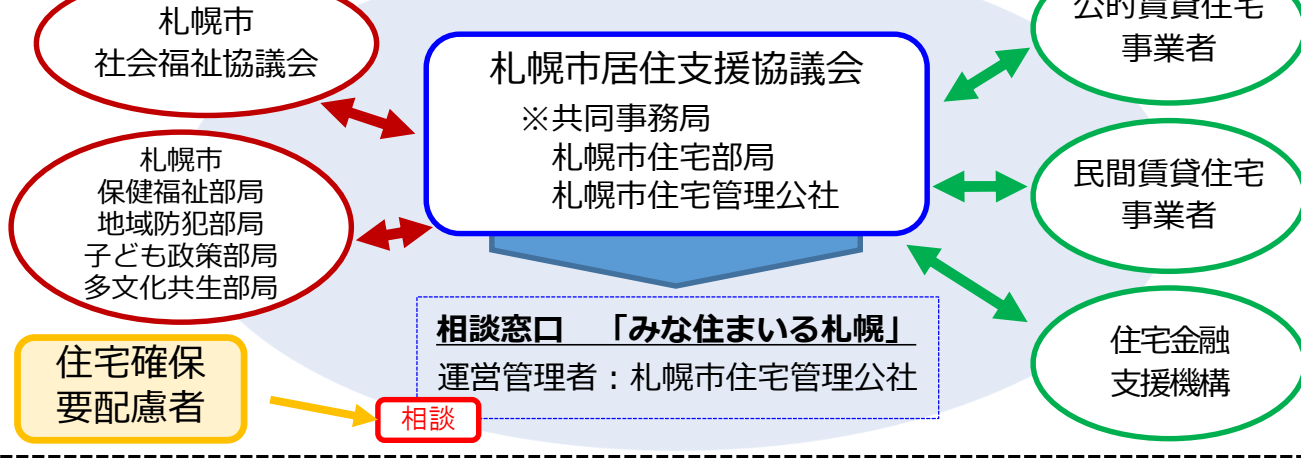 札幌市
社会福祉協議会
札幌市
保健福祉部局
地域防犯部局
子ども政策部局
多文化共生部局
住宅確保
要配慮者
札幌市居住支援協議会
※共同事務局
札幌市住宅部局
札幌市住宅管理公社
相談窓口 「みな住まいる札幌」
運営管理者：札幌市住宅管理公社
相談
公的賃貸住宅
事業者
民間賃貸住宅
事業者
住宅金融
支援機構